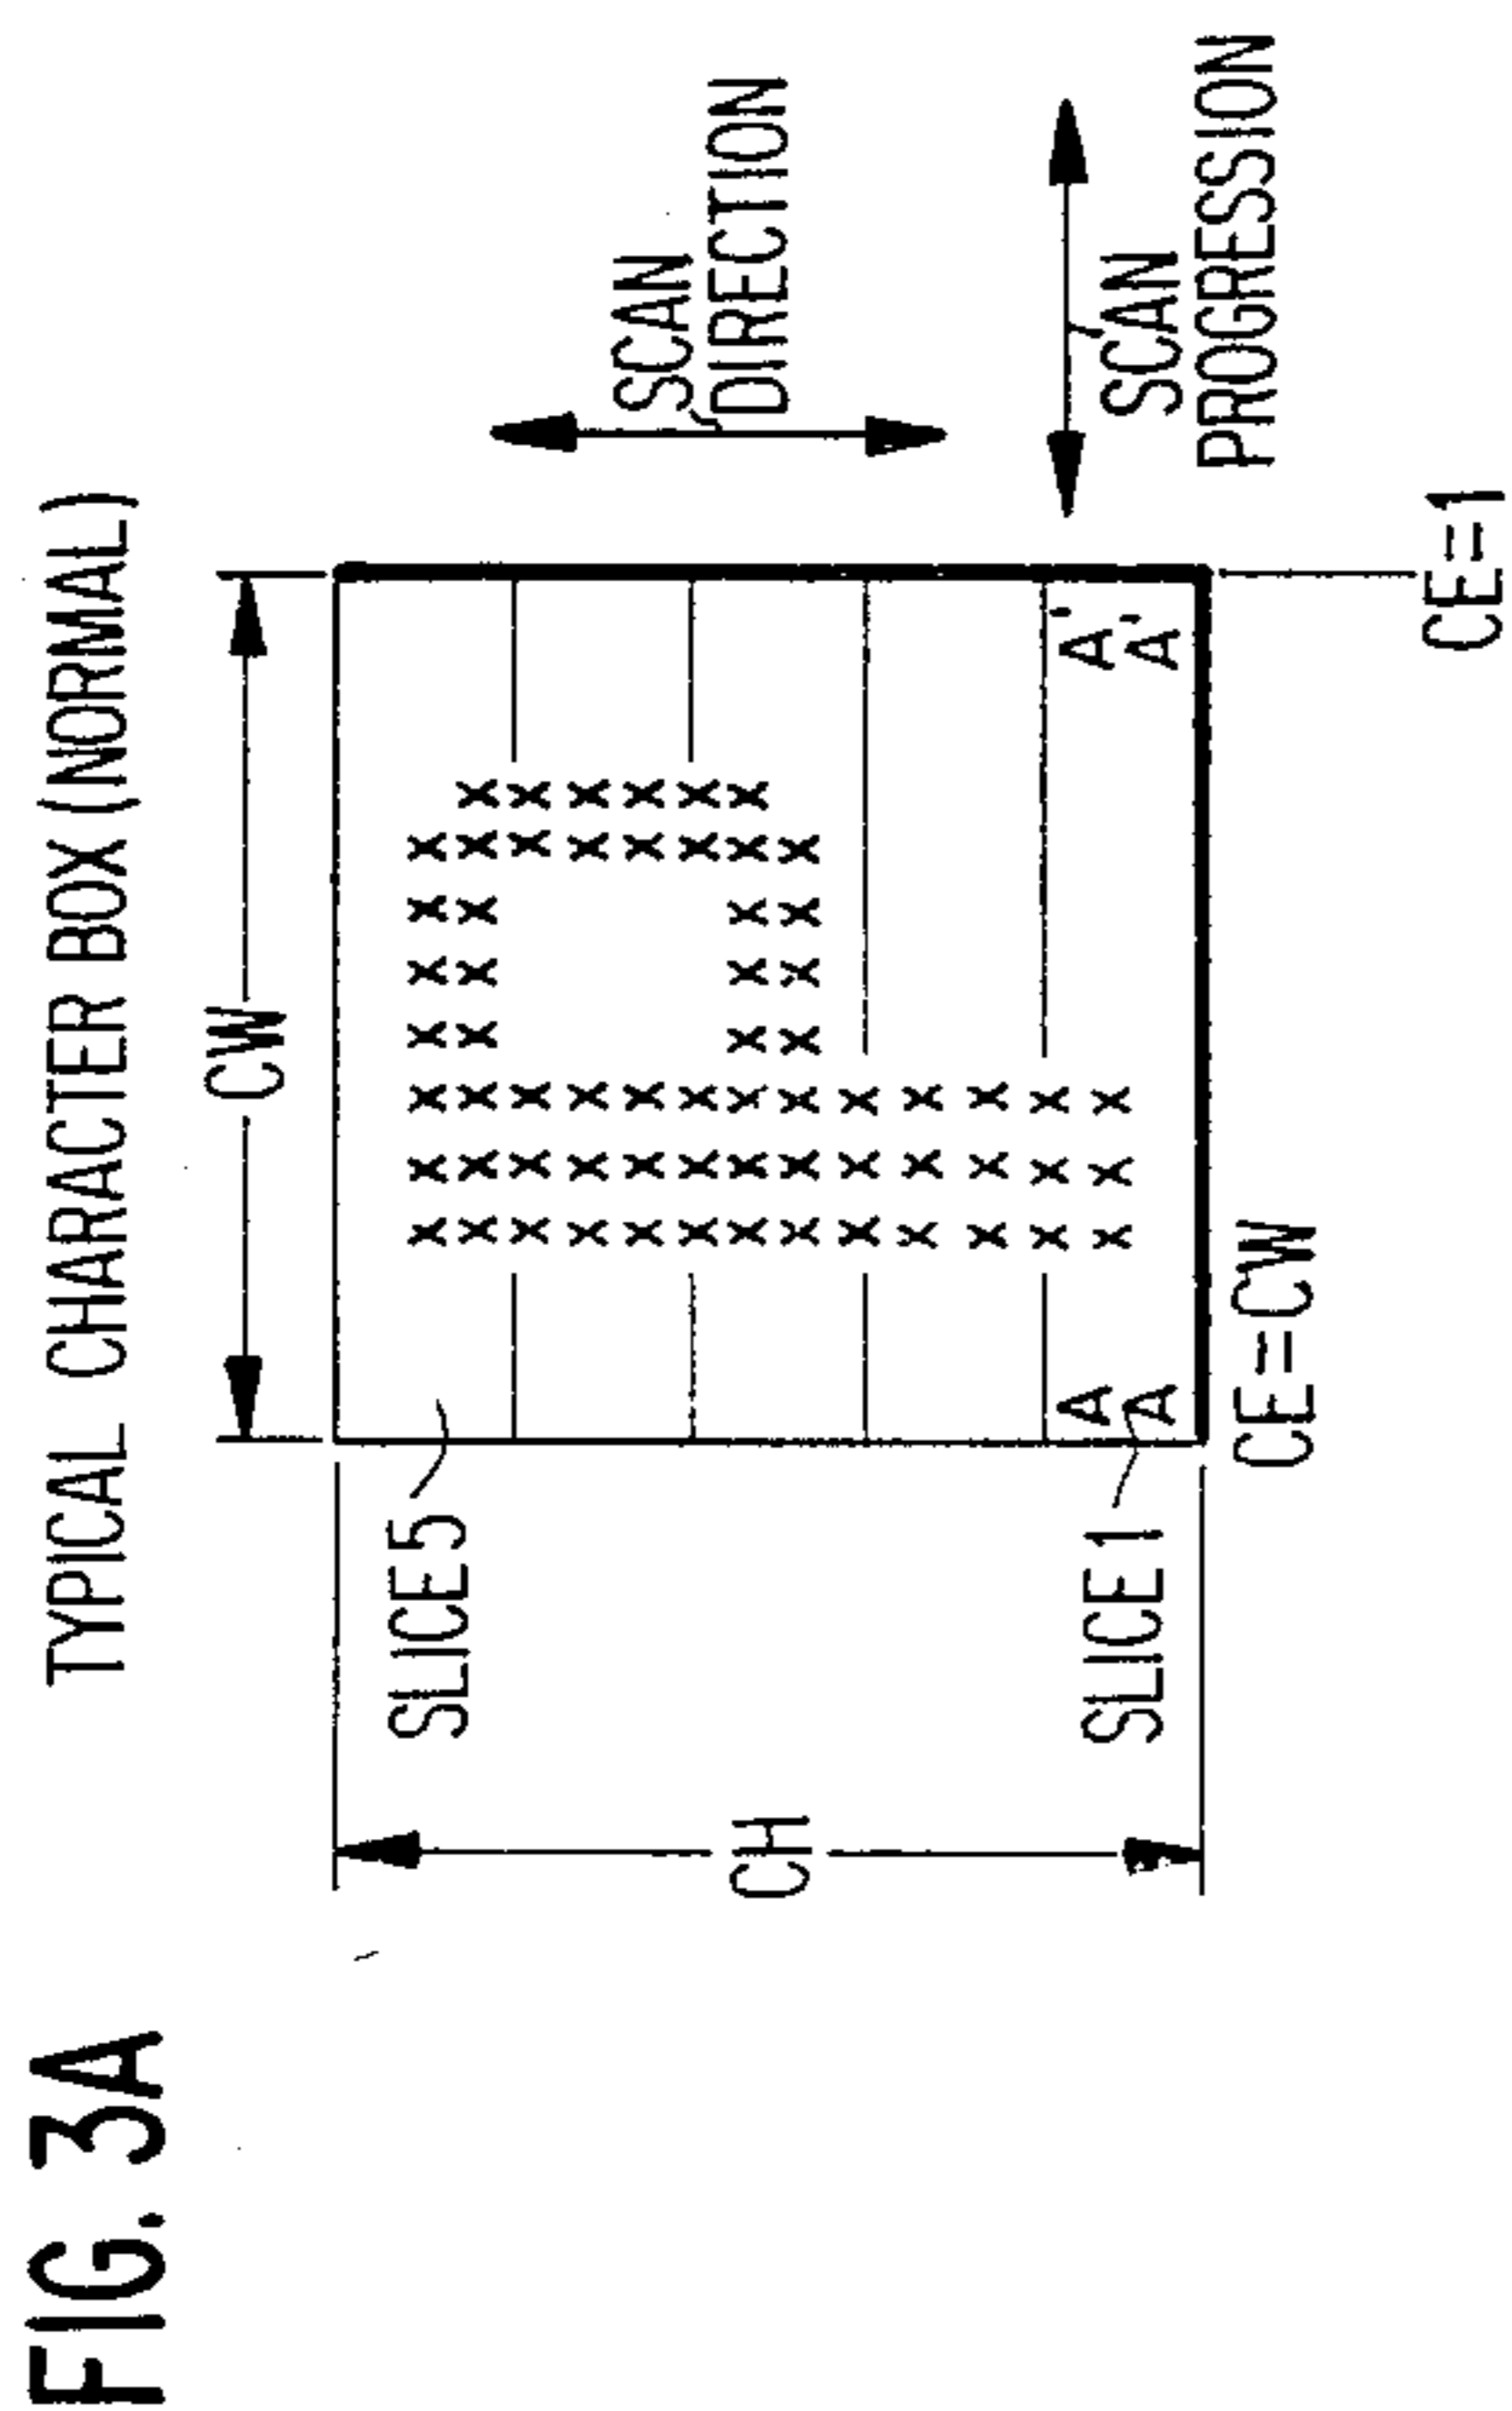 FIG. 3A
TYPICAL CHARACTER BOX (NORMAL)
CW
SLICE 5
CH
SCAN
DIRECTION
X X X X X X X
X X X X X X X X
X X X X X
X X X X X
X X X X X
X X X X X
X X X X X X X
X X X X X X X X
X X X X X X X
X X X
X X X
X X X
X X X
X X X
A A'
A A'
SLICE 1
SCAN
PROGRESSION
CE=CW
CE=1